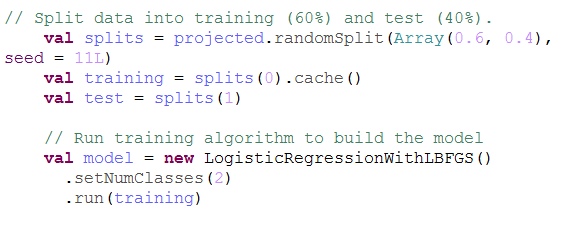 // Split data into training (60%) and test (40%).
val splits = projected.randomSplit(Array(0.6, 0.4),
seed = 11L)
val training = splits(0).cache()
val test = splits(1)
// Run training algorithm to build the model
val model = new LogisticRegressionWithLBFGS()
.setNumClasses(2)
.run(training)